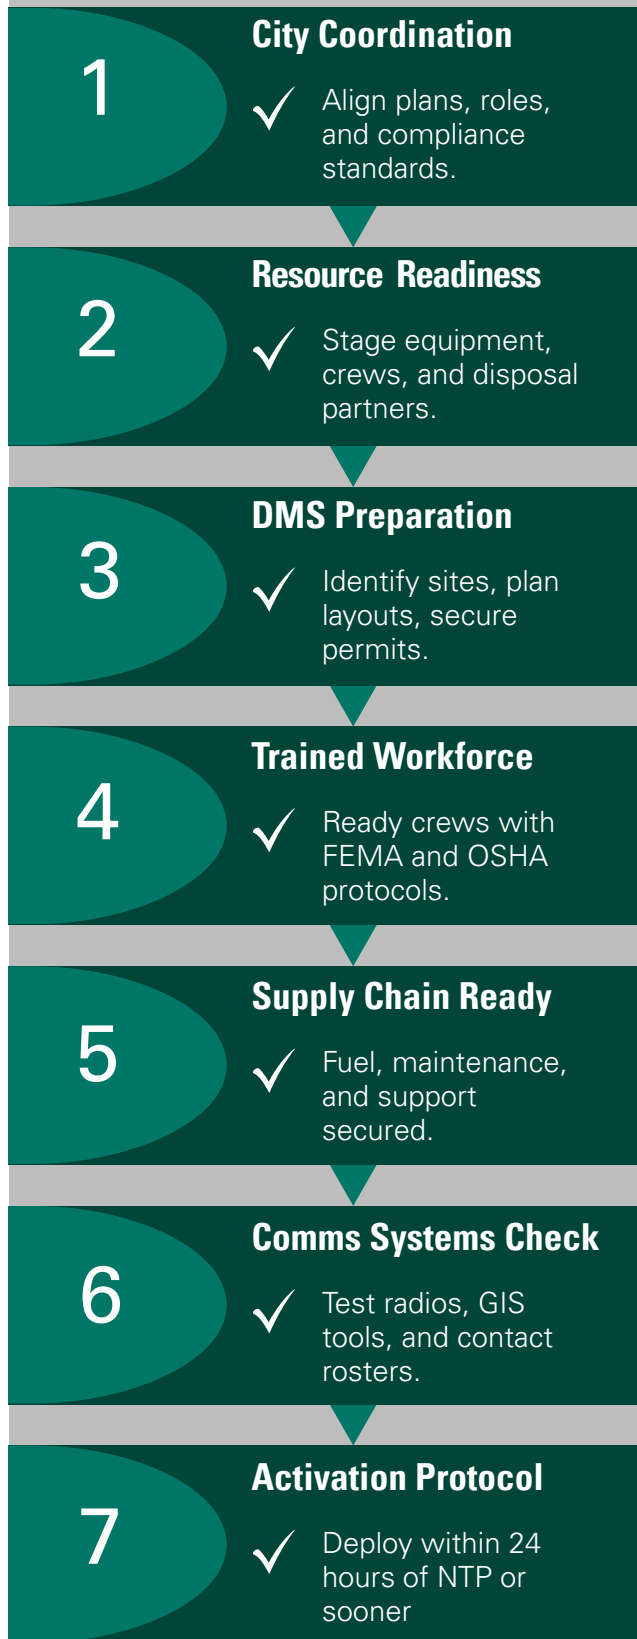 1
City Coordination
Align plans, roles,
and compliance
standards.
2
Resource Readiness
Stage equipment,
crews, and disposal
partners.
3
DMS Preparation
Identify sites, plan
layouts, secure
permits.
4
Trained Workforce
Ready crews with
FEMA and OSHA
protocols.
5
Supply Chain Ready
Fuel, maintenance,
and support
secured.
6
Comms Systems Check
Test radios, GIS
tools, and contact
rosters.
7
Activation Protocol
Deploy within 24
hours of NTP or
sooner